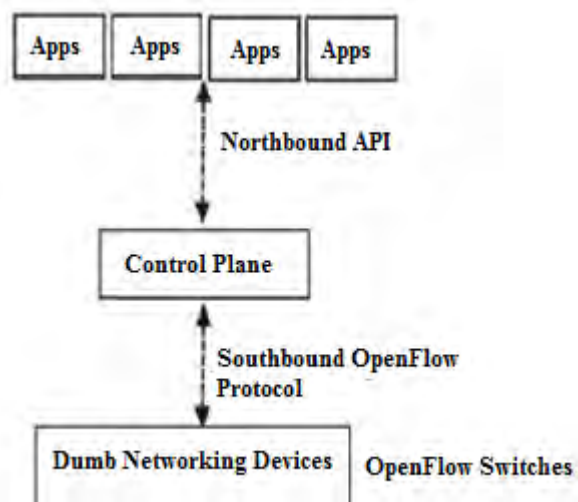 Apps Apps Apps Apps
Northbound API
Control Plane
Southbound OpenFlow
Protocol
Dumb Networking Devices OpenFlow Switches